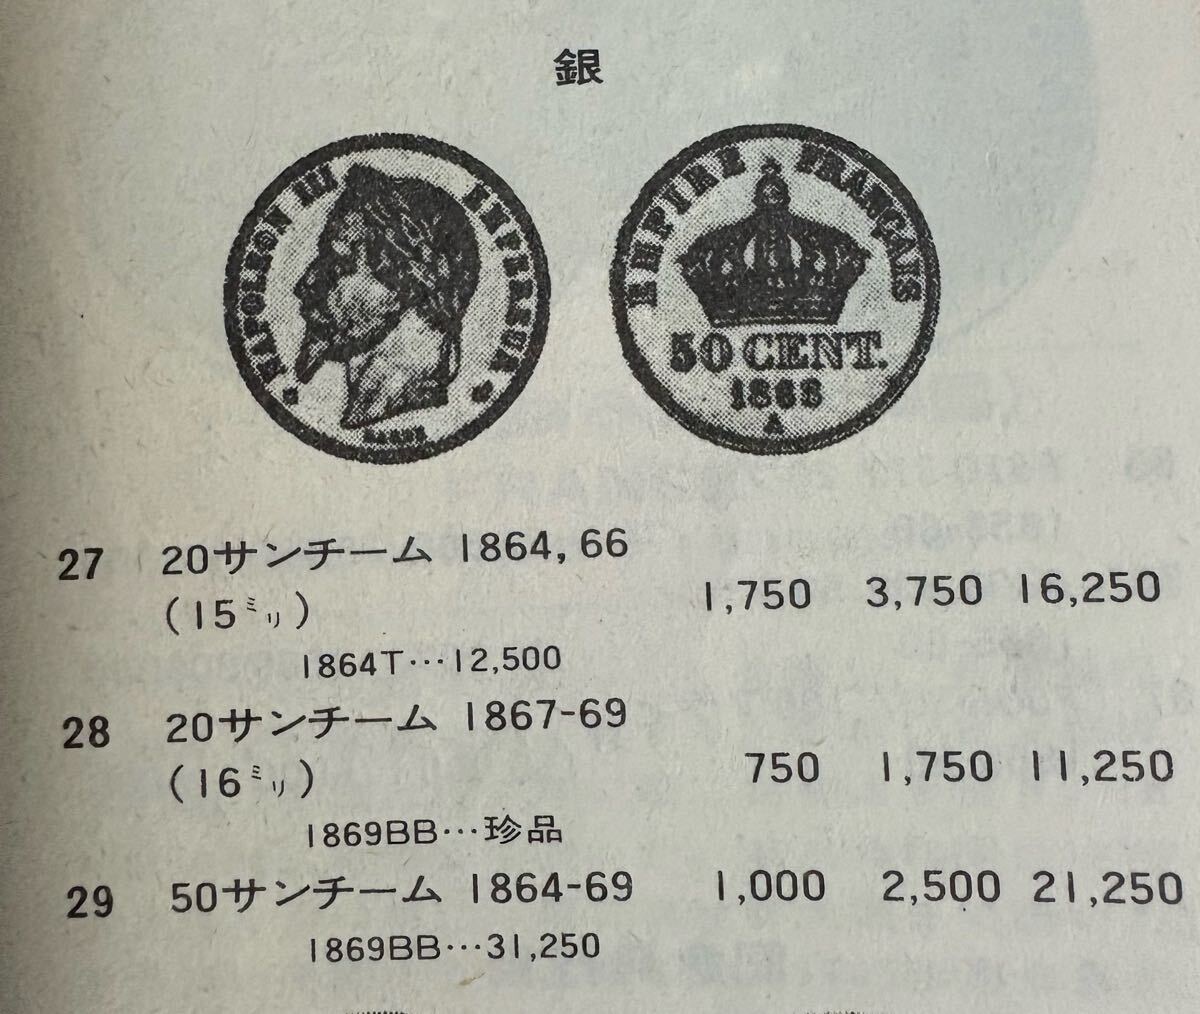 銀
NAPOLEON III EMPEREUR
BARRE
EMPIRE FRANÇAIS
50 CENT.
1868
A
27 20サンチーム 1864, 66
(15㍉) 1,750 3,750 16,250
1864T…12,500
28 20サンチーム 1867-69
(16㍉) 750 1,750 11,250
1869BB…珍品
29 50サンチーム 1864-69 1,000 2,500 21,250
1869BB…31,250